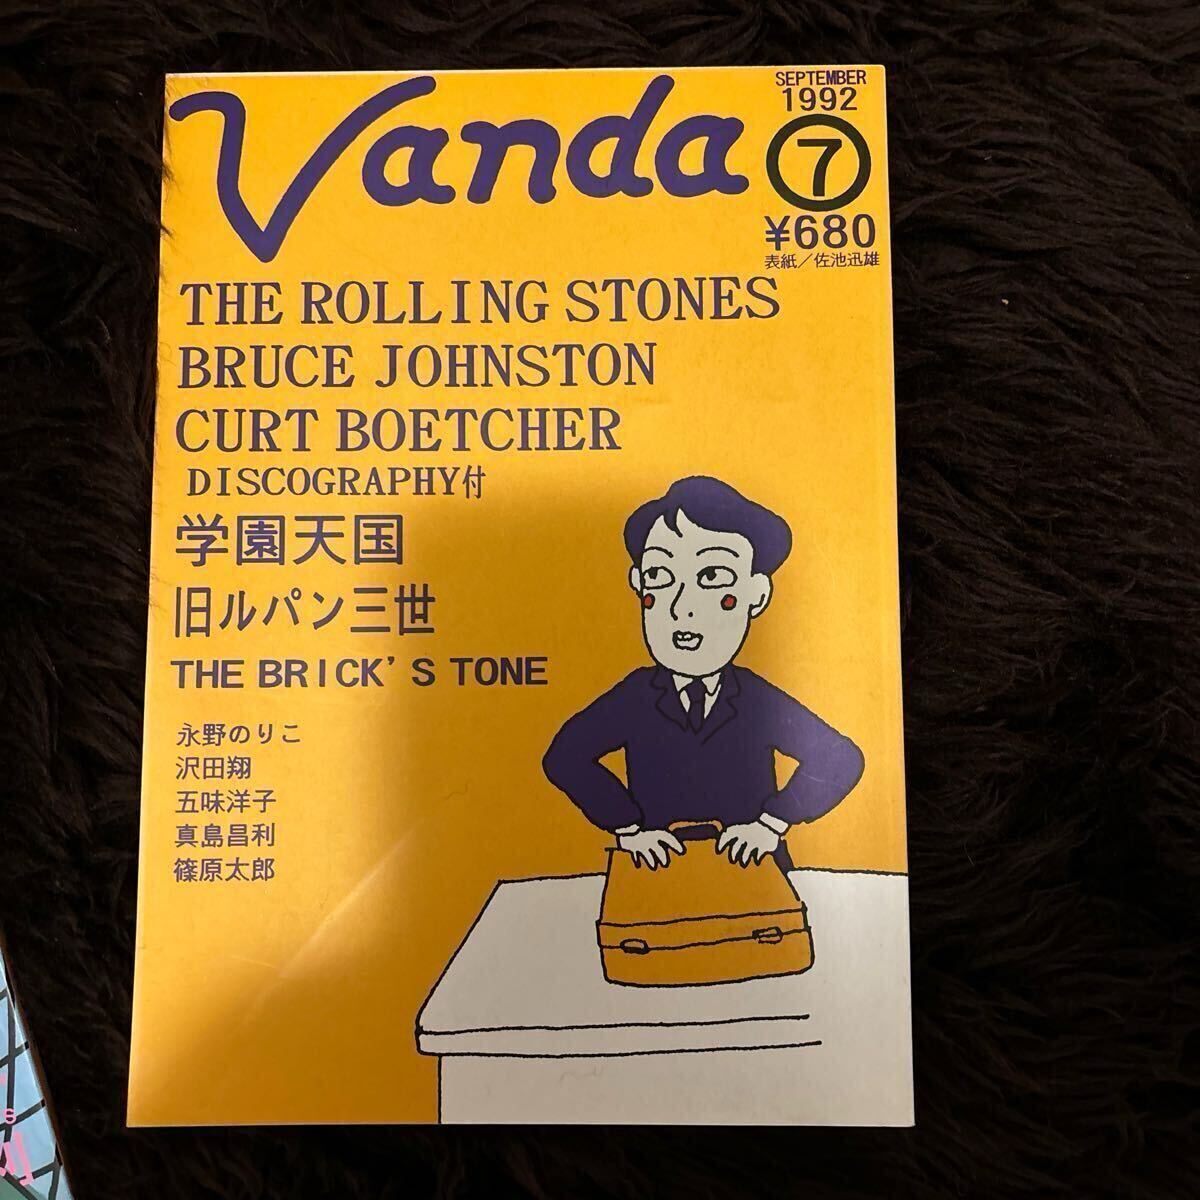 Vanda
SEPTEMBER
1992
7
¥680
表紙／佐池迅雄
THE ROLLING STONES
BRUCE JOHNSTON
CURT BOETCHER
DISCOGRAPHY付
学園天国
旧ルパン三世
THE BRICK'S TONE
永野のりこ
沢田翔
五味洋子
真島昌利
篠原太郎